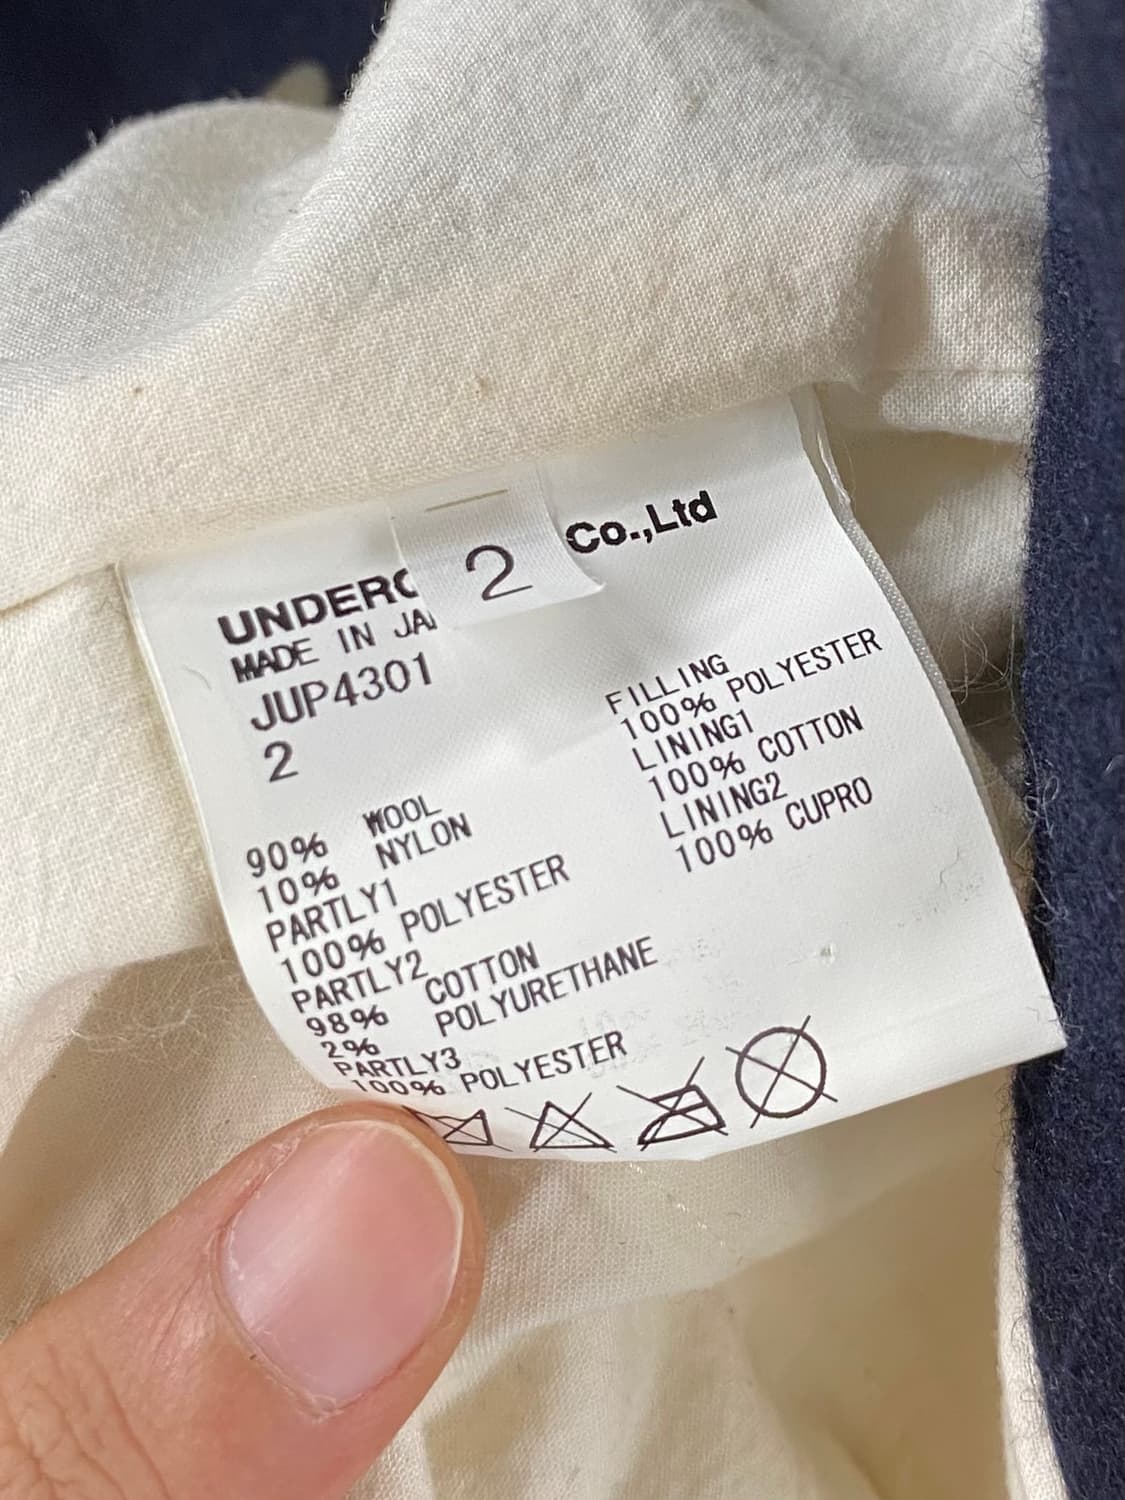 2
UNDERC Co.,Ltd
MADE IN JA
JUP4301
2
90% WOOL
10% NYLON
PARTLY1
100% POLYESTER
PARTLY2
98% COTTON
2% POLYURETHANE
PARTLY3
100% POLYESTER
FILLING
100% POLYESTER
LINING1
100% COTTON
LINING2
100% CUPRO